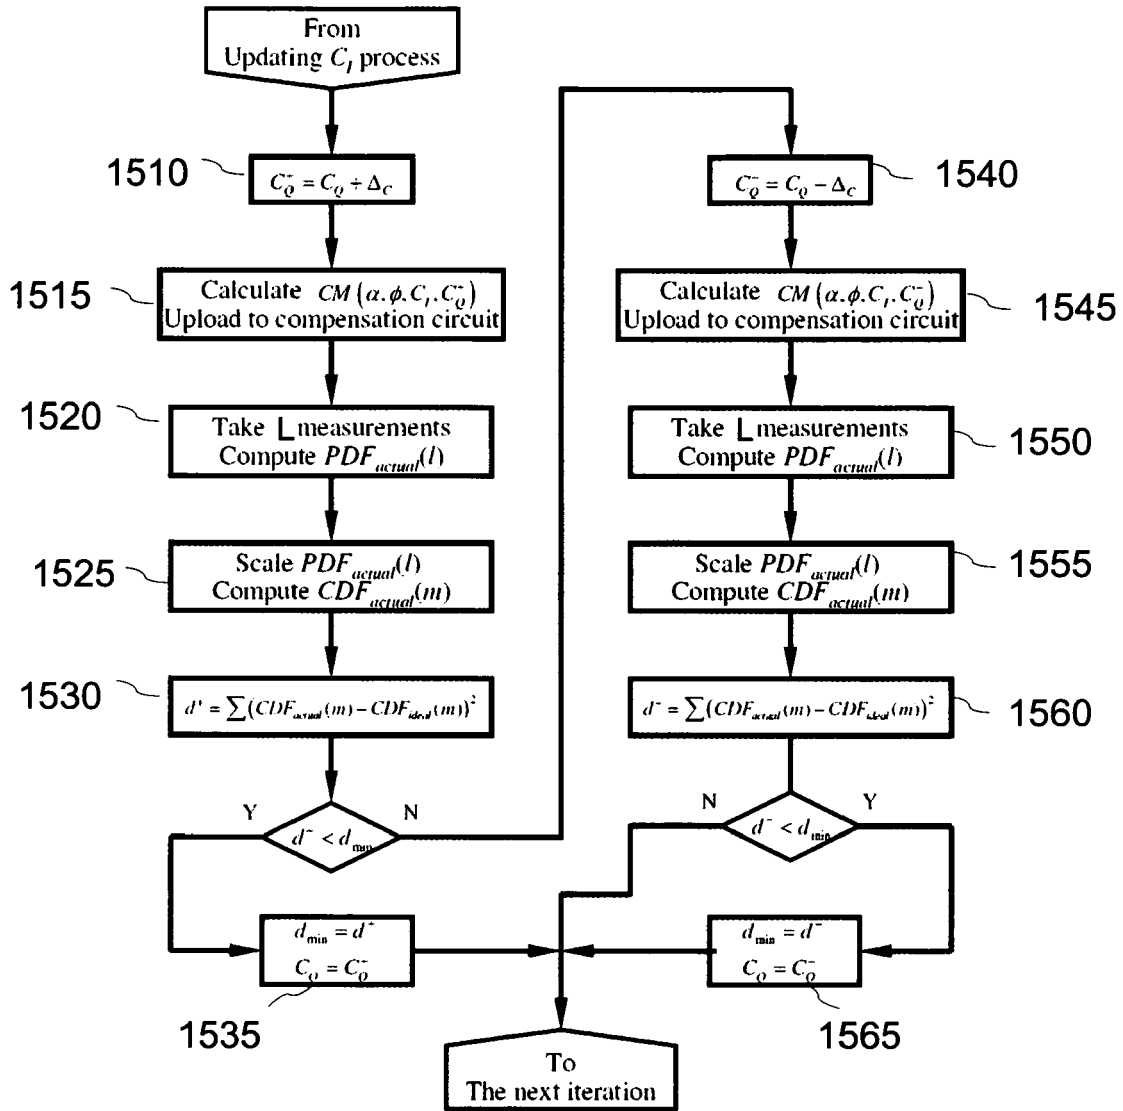 From
Updating C_I process
1510
C_Q^+ = C_Q + Δ_C
1515
Calculate CM(α.ϕ.C_I.C_Q^+)
Upload to compensation circuit
1520
Take L measurements
Compute PDF_actual(l)
1525
Scale PDF_actual(l)
Compute CDF_actual(m)
1530
d^+ = ∑(CDF_actual(m) − CDF_ideal(m))^2
Y
N
d^+ < d_min
d_min = d^+
C_Q = C_Q^+
1535
1540
C_Q^- = C_Q − Δ_C
1545
Calculate CM(α.ϕ.C_I.C_Q^-)
Upload to compensation circuit
1550
Take L measurements
Compute PDF_actual(l)
1555
Scale PDF_actual(l)
Compute CDF_actual(m)
1560
d^- = ∑(CDF_actual(m) − CDF_ideal(m))^2
N
Y
d^- < d_min
d_min = d^-
C_Q = C_Q^-
1565
To
The next iteration